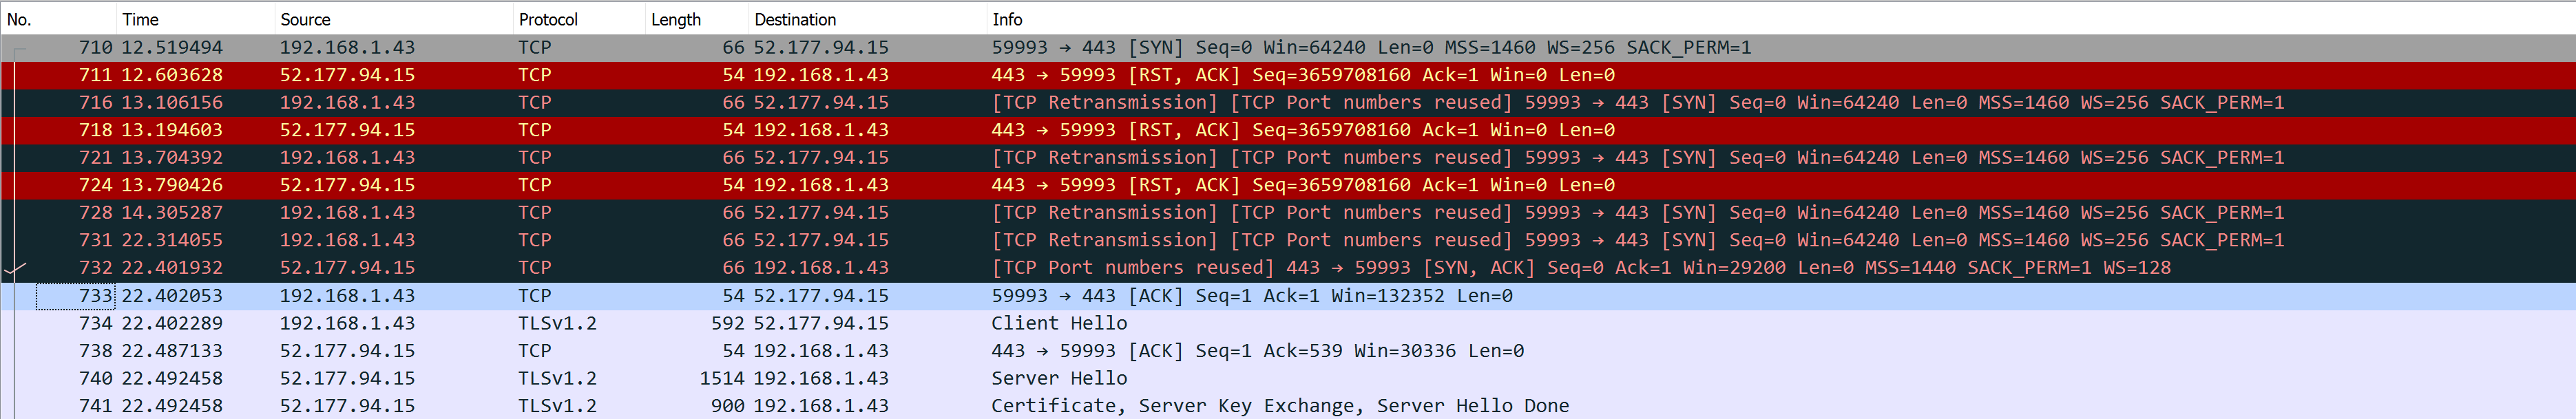 No. Time Source Protocol Length Destination Info
710 12.519494 192.168.1.43 TCP 66 52.177.94.15 59993 → 443 [SYN] Seq=0 Win=64240 Len=0 MSS=1460 WS=256 SACK_PERM=1
711 12.603628 52.177.94.15 TCP 54 192.168.1.43 443 → 59993 [RST, ACK] Seq=3659708160 Ack=1 Win=0 Len=0
716 13.106156 192.168.1.43 TCP 66 52.177.94.15 [TCP Retransmission] [TCP Port numbers reused] 59993 → 443 [SYN] Seq=0 Win=64240 Len=0 MSS=1460 WS=256 SACK_PERM=1
718 13.194603 52.177.94.15 TCP 54 192.168.1.43 443 → 59993 [RST, ACK] Seq=3659708160 Ack=1 Win=0 Len=0
721 13.704392 192.168.1.43 TCP 66 52.177.94.15 [TCP Retransmission] [TCP Port numbers reused] 59993 → 443 [SYN] Seq=0 Win=64240 Len=0 MSS=1460 WS=256 SACK_PERM=1
724 13.790426 52.177.94.15 TCP 54 192.168.1.43 443 → 59993 [RST, ACK] Seq=3659708160 Ack=1 Win=0 Len=0
728 14.305287 192.168.1.43 TCP 66 52.177.94.15 [TCP Retransmission] [TCP Port numbers reused] 59993 → 443 [SYN] Seq=0 Win=64240 Len=0 MSS=1460 WS=256 SACK_PERM=1
731 22.314055 192.168.1.43 TCP 66 52.177.94.15 [TCP Retransmission] [TCP Port numbers reused] 59993 → 443 [SYN] Seq=0 Win=64240 Len=0 MSS=1460 WS=256 SACK_PERM=1
732 22.401932 52.177.94.15 TCP 66 192.168.1.43 [TCP Port numbers reused] 443 → 59993 [SYN, ACK] Seq=0 Ack=1 Win=29200 Len=0 MSS=1440 SACK_PERM=1 WS=128
733 22.402053 192.168.1.43 TCP 54 52.177.94.15 59993 → 443 [ACK] Seq=1 Ack=1 Win=132352 Len=0
734 22.402289 192.168.1.43 TLSv1.2 592 52.177.94.15 Client Hello
738 22.487133 52.177.94.15 TCP 54 192.168.1.43 443 → 59993 [ACK] Seq=1 Ack=539 Win=30336 Len=0
740 22.492458 52.177.94.15 TLSv1.2 1514 192.168.1.43 Server Hello
741 22.492458 52.177.94.15 TLSv1.2 900 192.168.1.43 Certificate, Server Key Exchange, Server Hello Done